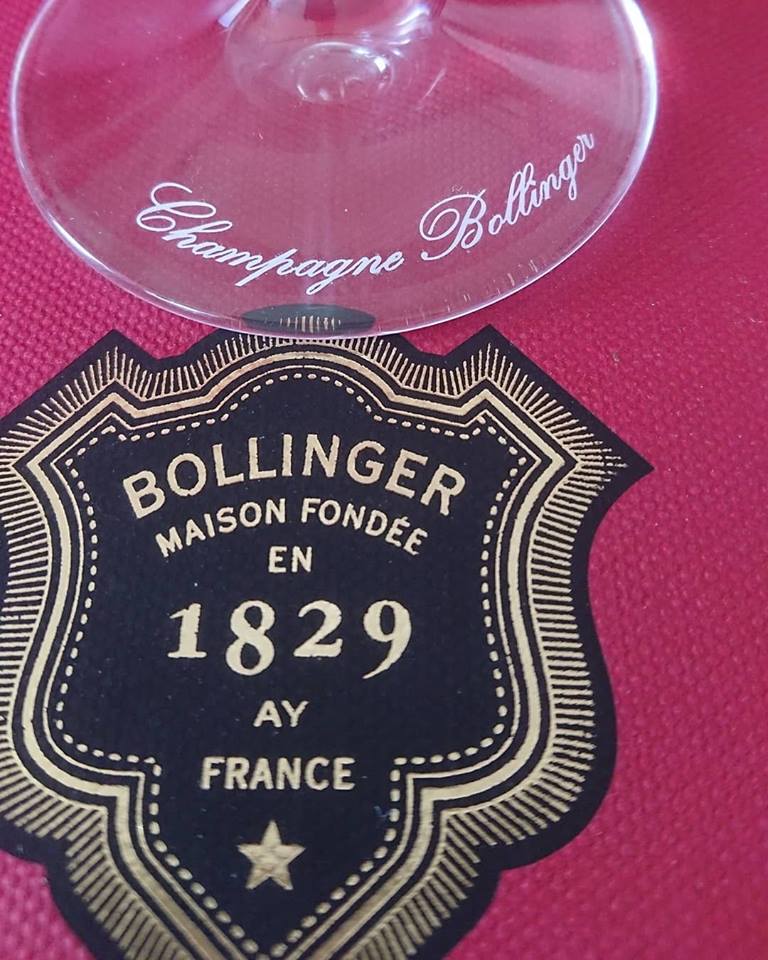 Champagne Bollinger
BOLLINGER
MAISON FONDÉE
EN
1829
AY
FRANCE